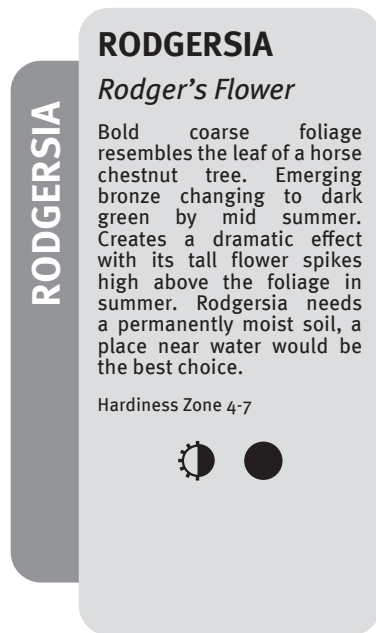 RODGERSIA
RODGERSIA
Rodger's Flower
Bold coarse foliage
resembles the leaf of a horse
chestnut tree. Emerging
bronze changing to dark
green by mid summer.
Creates a dramatic effect
with its tall flower spikes
high above the foliage in
summer. Rodgersia needs
a permanently moist soil, a
place near water would be
the best choice.
Hardiness Zone 4-7